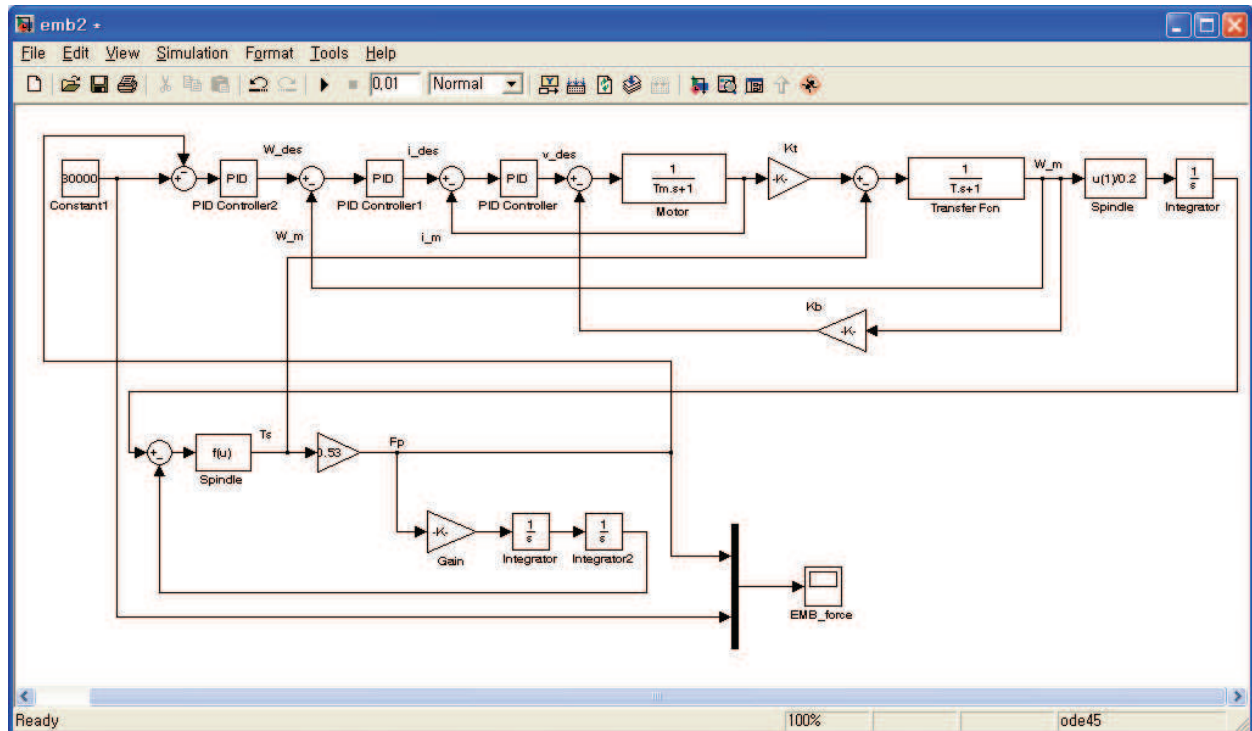 emb2 *
File Edit View Simulation Format Tools Help
0,01 Normal
W_des i_des v_des Kt W_m
30000 PID PID PID 1 -K- 1 u(1)/0.2 1
Tm.s+1 T.s+1 s
Constant1 PID Controller2 PID Controller1 PID Controller Motor Transfer Fcn Spindle Integrator
W_m i_m
Kb
-K-
Ts Fp
f(u) 0.53
Spindle
-K- 1 1
s s
Gain Integrator Integrator2
EMB_force
Ready 100% ode45